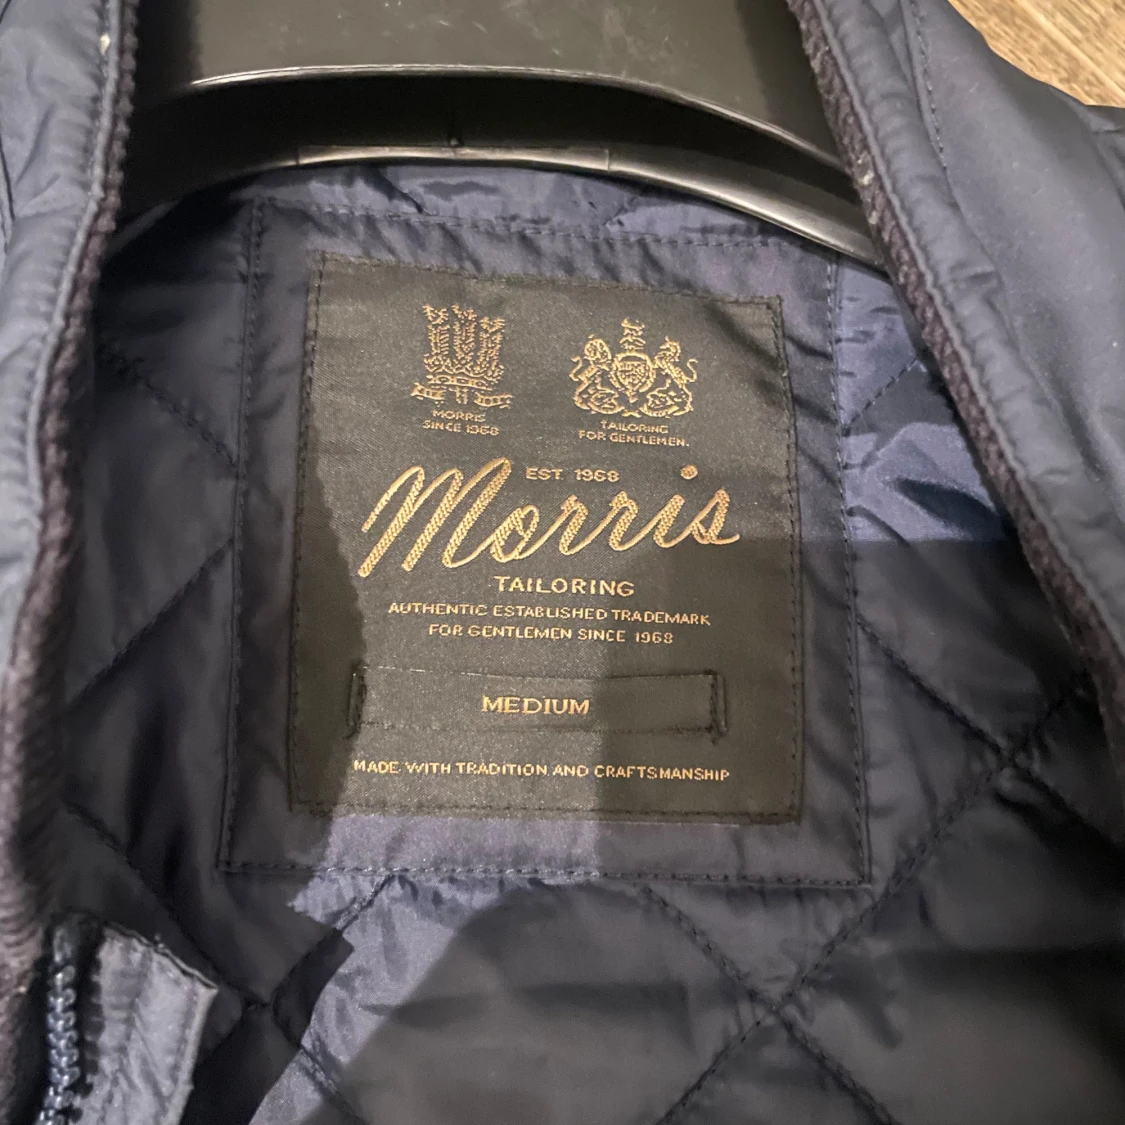 MORRIS
SINCE 1968
TAILORING
FOR GENTLEMEN.
EST. 1968
Morris
TAILORING
AUTHENTIC ESTABLISHED TRADEMARK
FOR GENTLEMEN SINCE 1968
MEDIUM
MADE WITH TRADITION AND CRAFTSMANSHIP